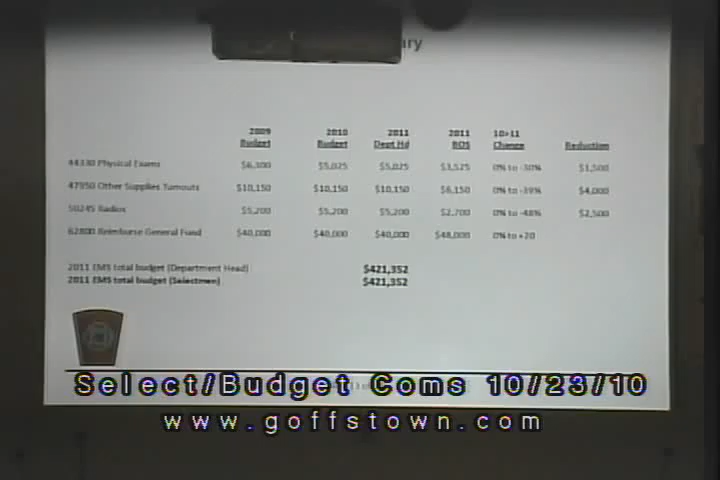 2009 2010 2011 2011 10>11
Budget Budget Dept Hd BOS Change Reduction
44330 Physical Exams $6,300 $5,025 $5,025 $3,525 0% to -30% $1,500
47950 Other Supplies Turnouts $10,150 $10,150 $10,150 $6,150 0% to -39% $4,000
50245 Radios $5,200 $5,200 $5,200 $2,700 0% to -48% $2,500
62800 Reimburse General Fund $40,000 $40,000 $40,000 $48,000 0% to +20
2011 EMS total budget (Department Head) $421,352
2011 EMS total budget (Selectmen) $421,352
Select/Budget Coms 10/23/10
www.goffstown.com